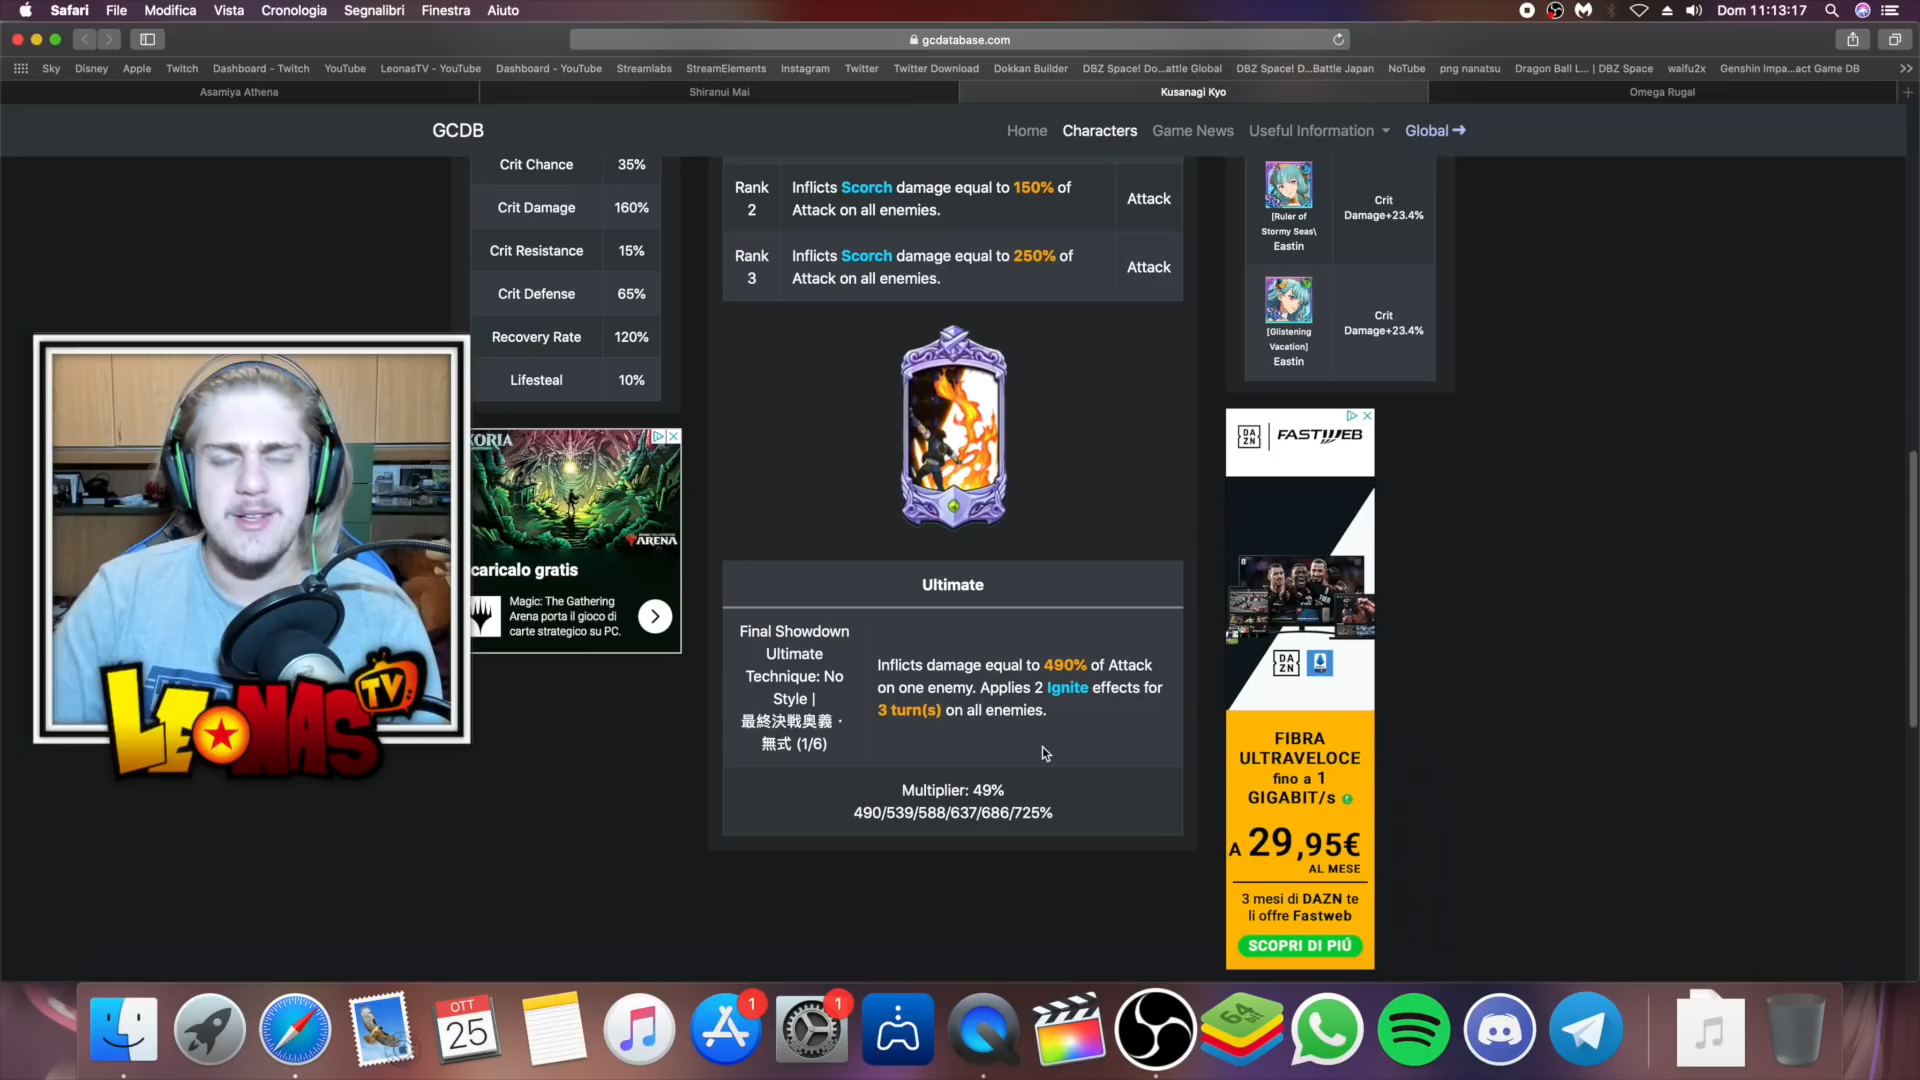 Safari File Modifica Vista Cronologia Segnalibri Finestra Aiuto Dom 11:13:17
gcdatabase.com
Sky Disney Apple Twitch Dashboard - Twitch YouTube LeonasTV - YouTube Dashboard - YouTube Streamlabs StreamElements Instagram Twitter Twitter Download Dokkan Builder DBZ Space! Do...attle Global DBZ Space! D...Battle Japan NoTube png nanatsu Dragon Ball L... | DBZ Space waifu2x Genshin Impa...act Game DB >>
Asamiya Athena Shiranui Mai Kusanagi Kyo Omega Rugal
GCDB Home Characters Game News Useful Information Global
Crit Chance 35%
Crit Damage 160%
Crit Resistance 15%
Crit Defense 65%
Recovery Rate 120%
Lifesteal 10%
Rank 2
Inflicts Scorch damage equal to 150% of
Attack on all enemies.
Attack
Rank 3
Inflicts Scorch damage equal to 250% of
Attack on all enemies.
Attack
[Ruler of
Stormy Seas\
Eastin
Crit
Damage+23.4%
[Glistening
Vacation]
Eastin
Crit
Damage+23.4%
KORIA
ARENA
caricalo gratis
Magic: The Gathering
Arena porta il gioco di
carte strategico su PC.
Ultimate
Final Showdown
Ultimate
Technique: No
Style |
最終決戦奥義・
無式 (1/6)
Inflicts damage equal to 490% of Attack
on one enemy. Applies 2 Ignite effects for
3 turn(s) on all enemies.
Multiplier: 49%
490/539/588/637/686/725%
DA
ZN
FASTWEB
DA
ZN
FIBRA
ULTRAVELOCE
fino a 1
GIGABIT/s
A 29,95€
AL MESE
3 mesi di DAZN te
li offre Fastweb
SCOPRI DI PIÚ
LEONAS TV
OTT
25
1
1
64
bit